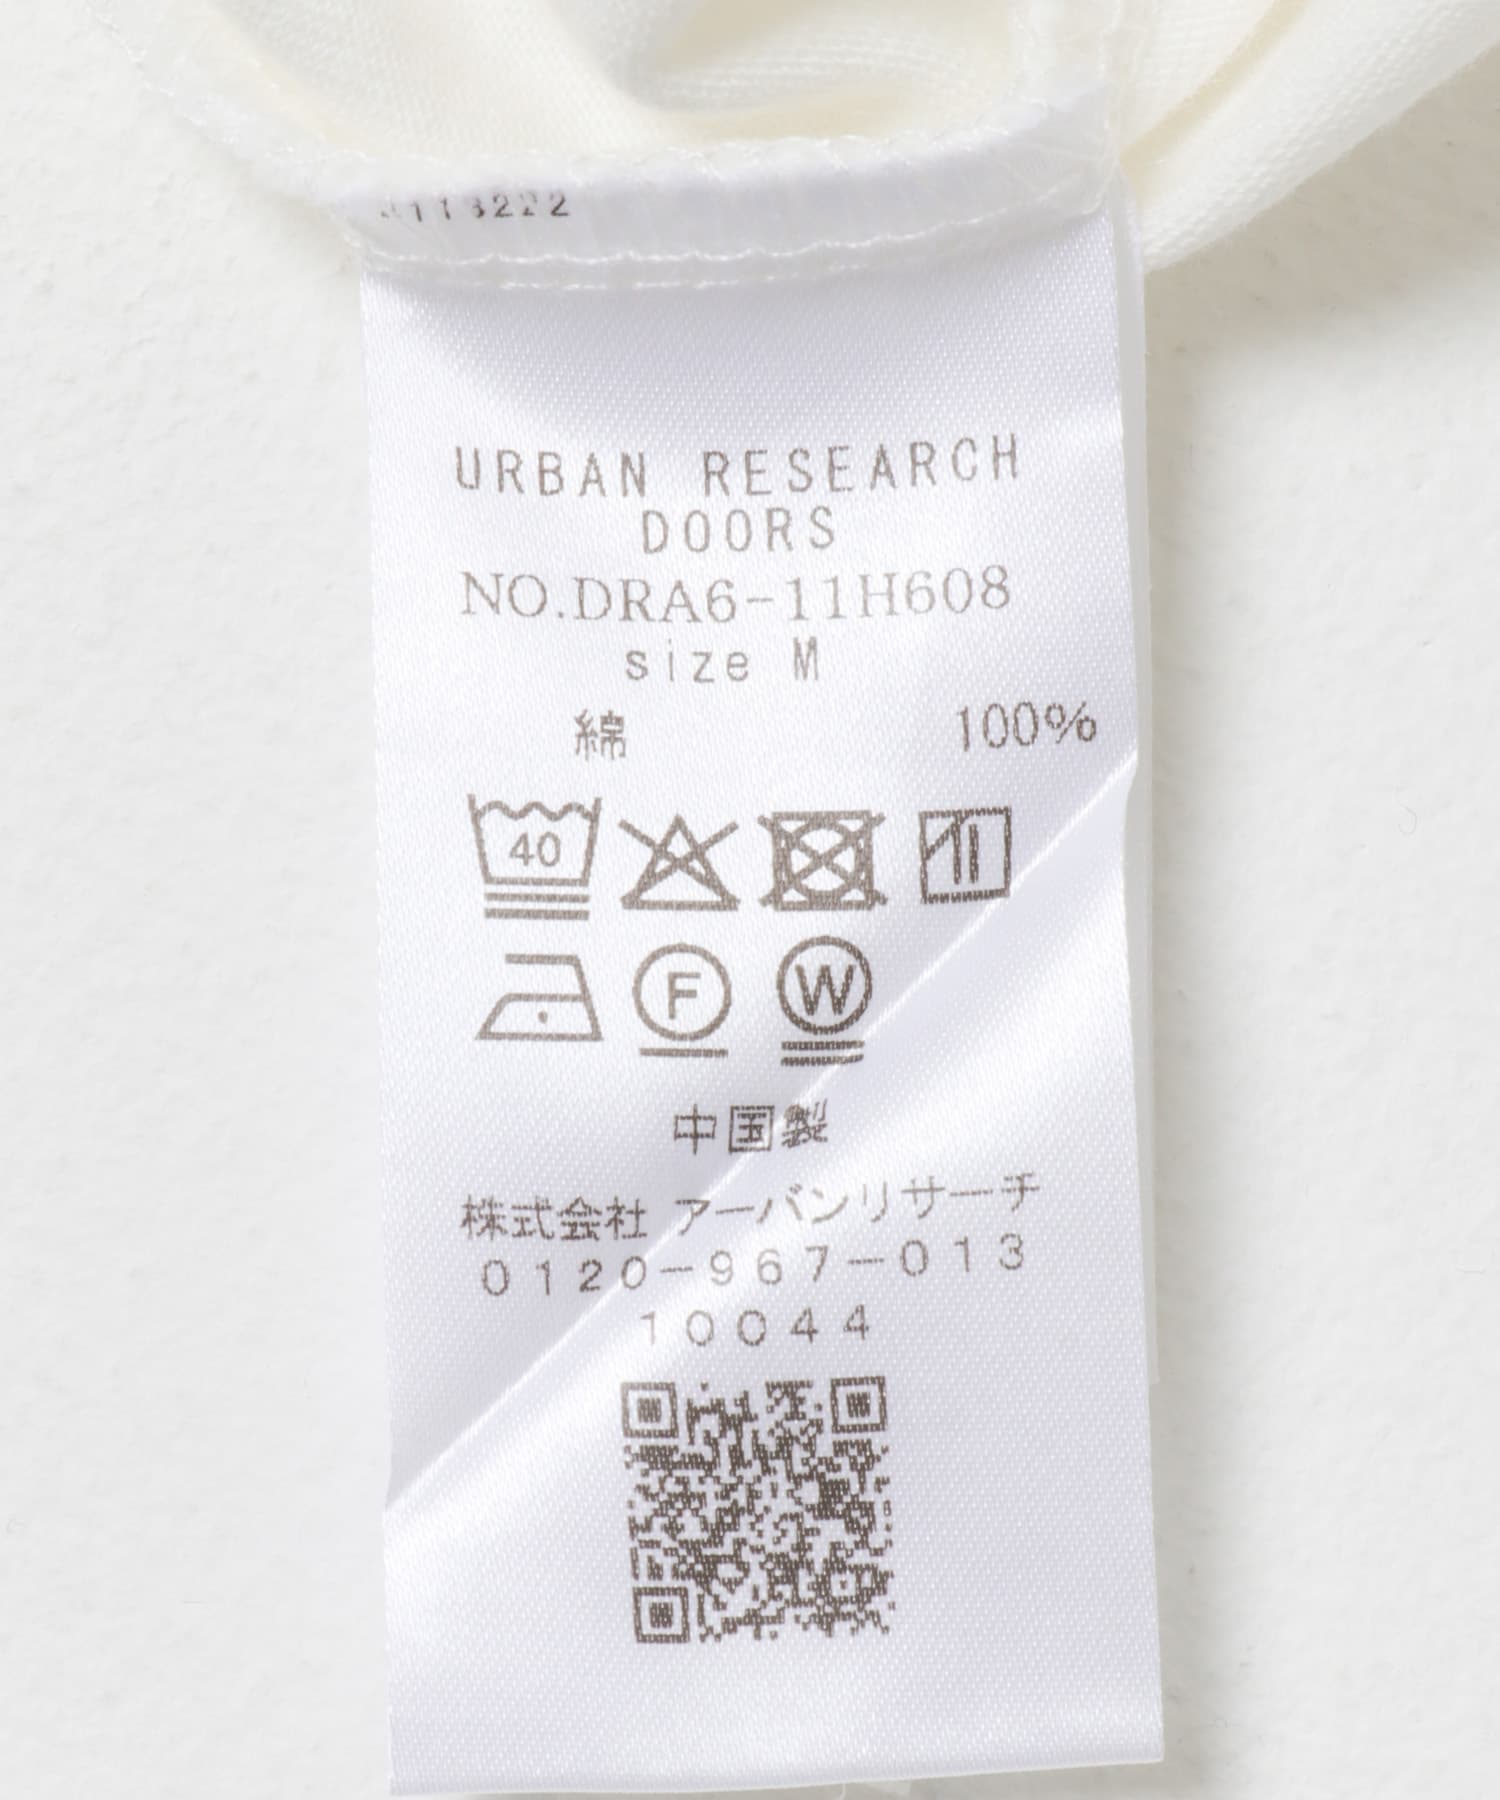 URBAN RESEARCH
DOORS
NO.DRA6-11H608
size M
綿 100%
40
F W
中国製
株式会社 アーバンリサーチ
0120-967-013
10044